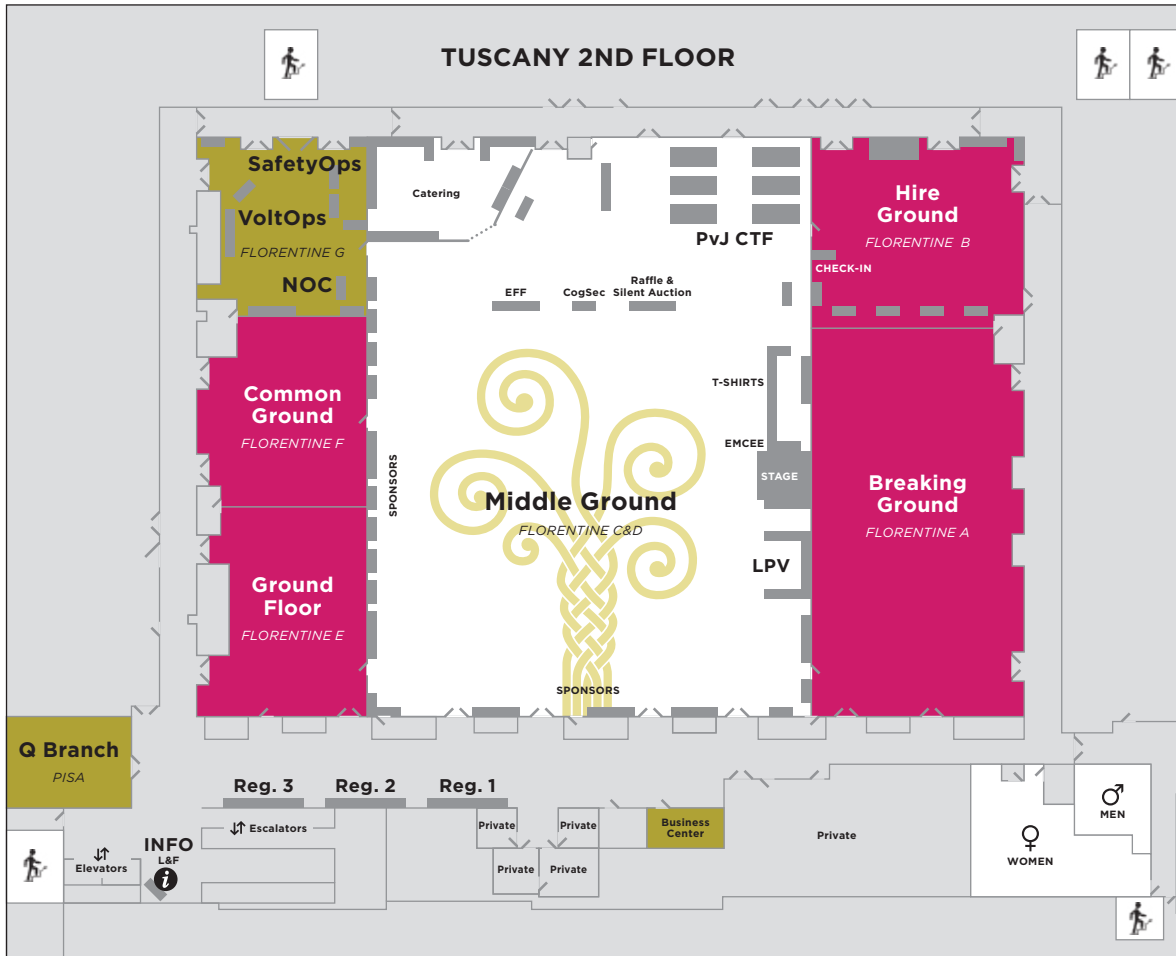 TUSCANY 2ND FLOOR
SafetyOps
VoltOps
FLORENTINE G
NOC
Catering
PvJ CTF
Hire
Ground
FLORENTINE B
CHECK-IN
EFF
CogSec
Raffle &
Silent Auction
Common
Ground
FLORENTINE F
T-SHIRTS
EMCEE
STAGE
SPONSORS
Middle Ground
FLORENTINE C&D
Breaking
Ground
FLORENTINE A
LPV
Ground
Floor
FLORENTINE E
SPONSORS
Q Branch
PISA
Reg. 3
Reg. 2
Reg. 1
Escalators
Private
Private
Business
Center
Private
MEN
WOMEN
INFO
L&F
i
Elevators
Private
Private